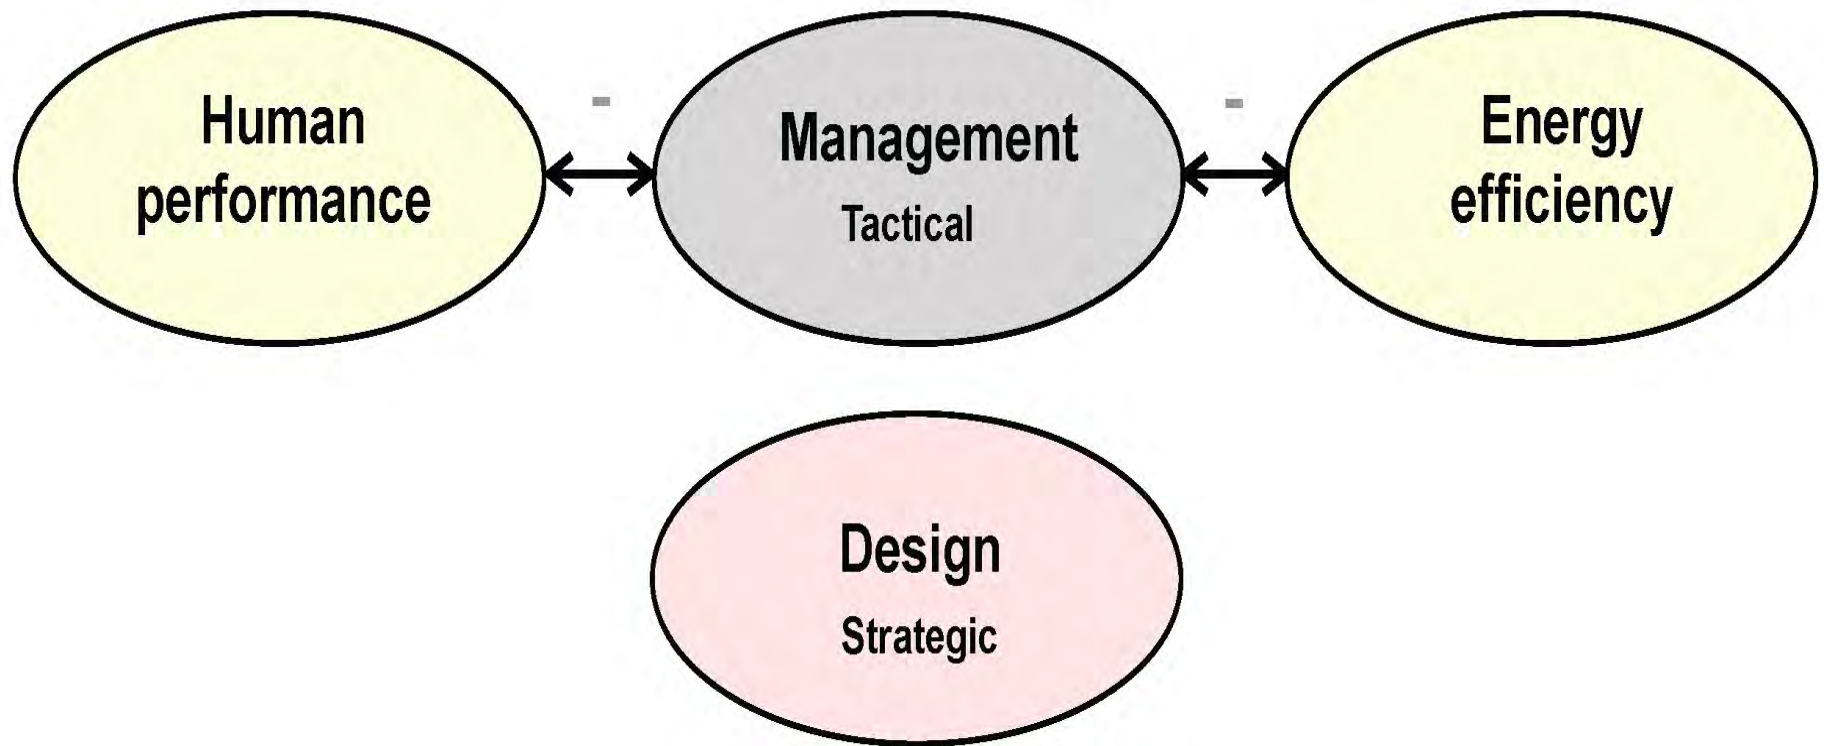 Human
performance
-
Management
Tactical
-
Energy
efficiency
Design
Strategic